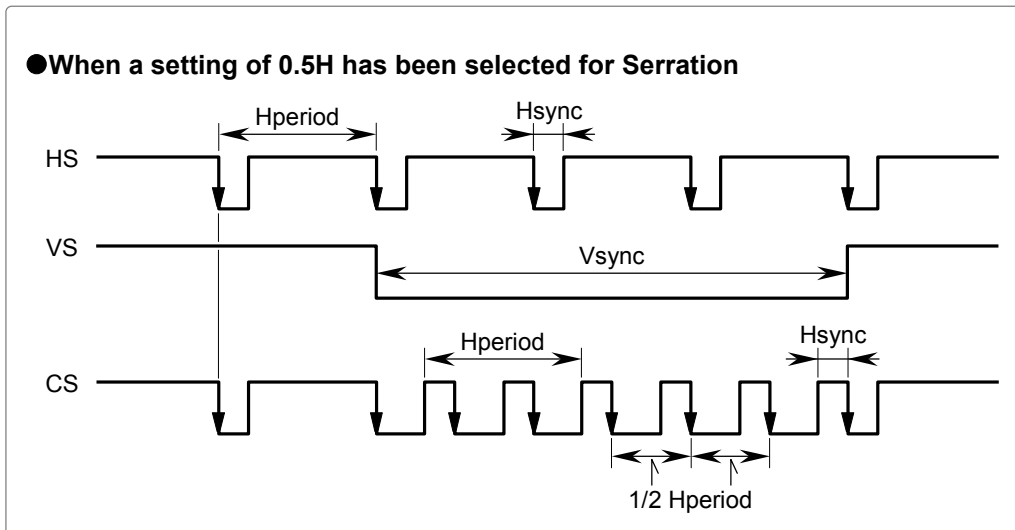 ●When a setting of 0.5H has been selected for Serration
Hperiod
Hsync
HS
VS
Vsync
Hperiod
Hsync
CS
1/2 Hperiod